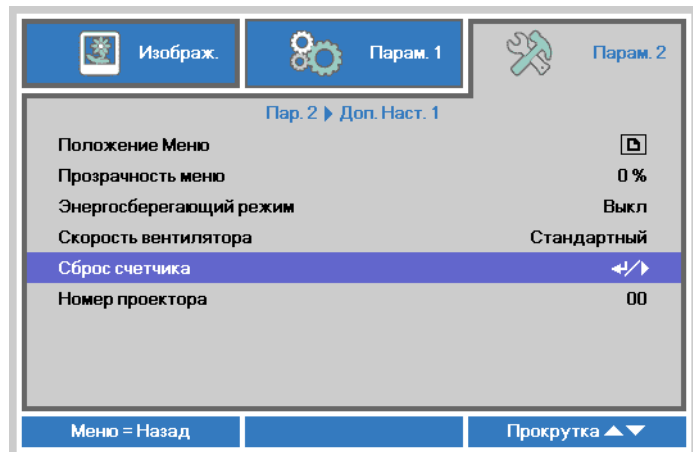 Изображ. Парам. 1 Парам. 2
Пар. 2 Доп. Наст. 1
Положение Меню
Прозрачность меню 0 %
Энергосберегающий режим Выкл
Скорость вентилятора Стандартный
Сброс счетчика
Номер проектора 00
Меню = Назад Прокрутка